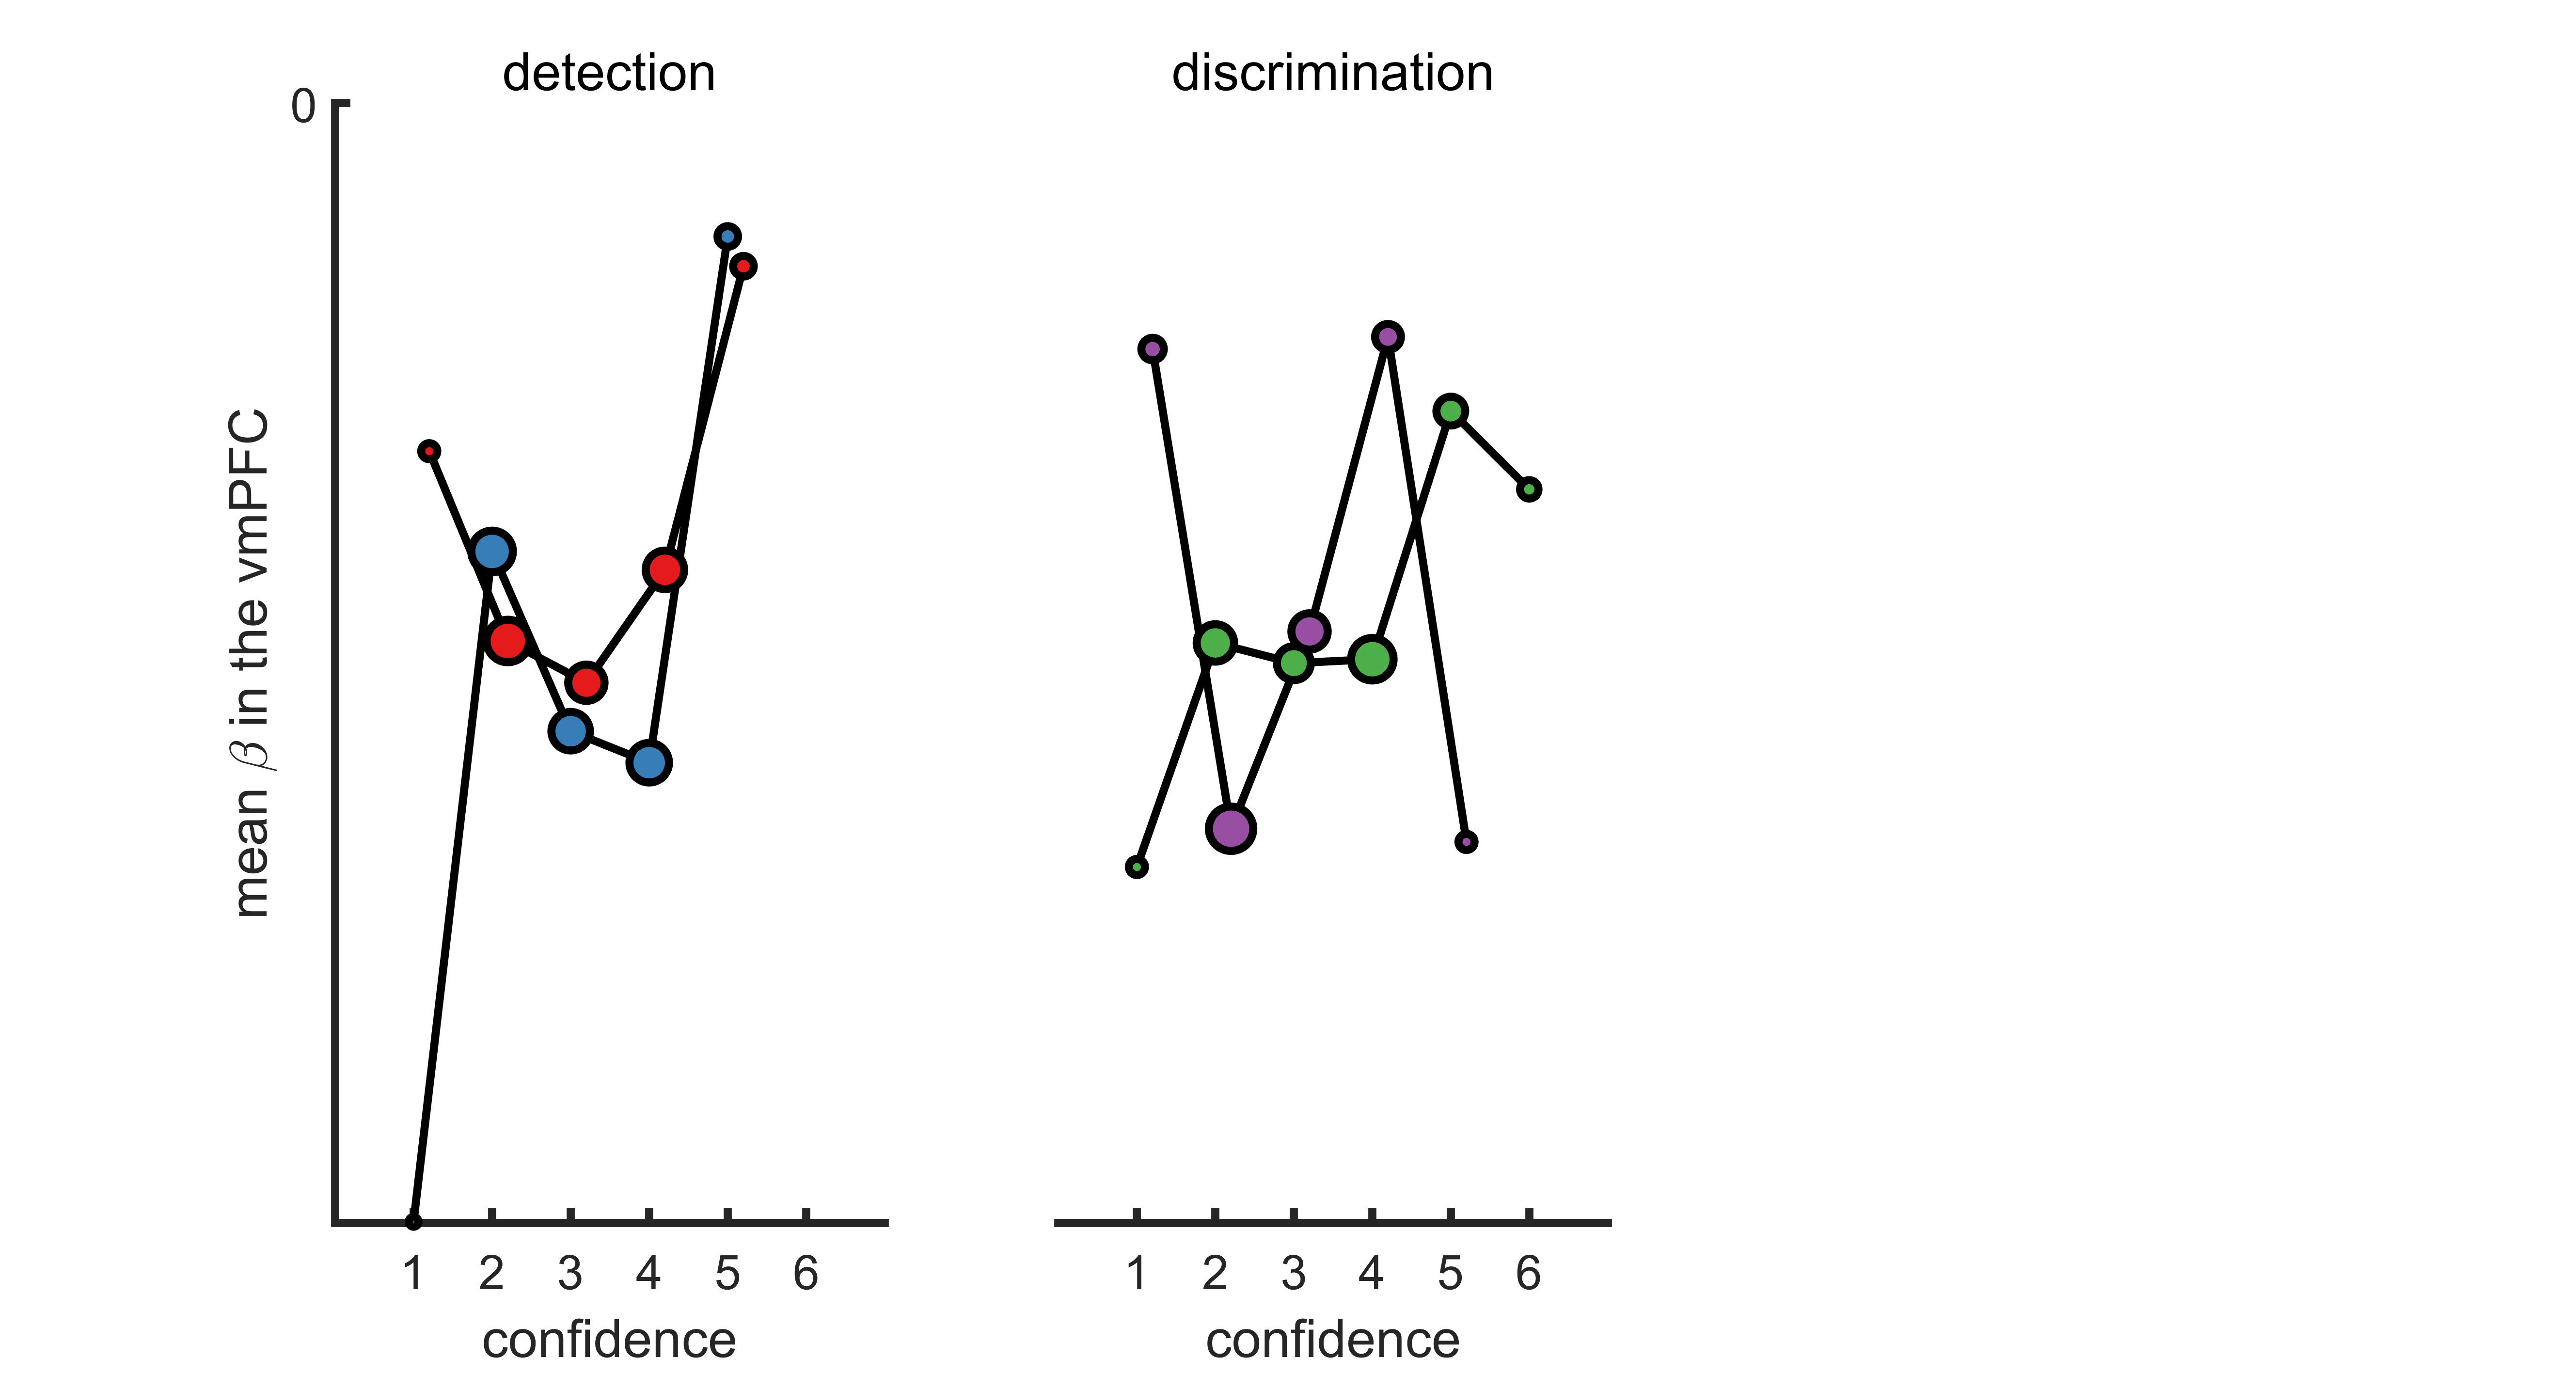 detection
discrimination
0
mean β in the vmPFC
1 2 3 4 5 6
1 2 3 4 5 6
confidence
confidence